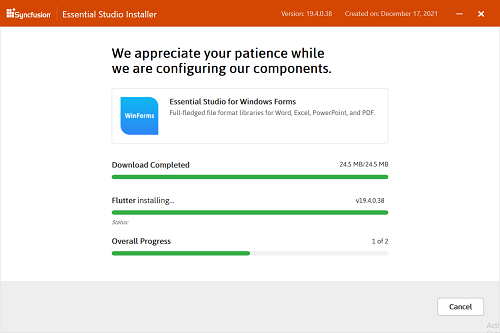 Syncfusion Essential Studio Installer Version: 19.4.0.38 Created on: December 17, 2021
We appreciate your patience while
we are configuring our components.
Essential Studio for Windows Forms
WinForms
Full-fledged file format libraries for Word, Excel, PowerPoint, and PDF.
Download Completed 24.5 MB/24.5 MB
Flutter installing... v19.4.0.38
Status:
Overall Progress 1 of 2
Cancel
Acti